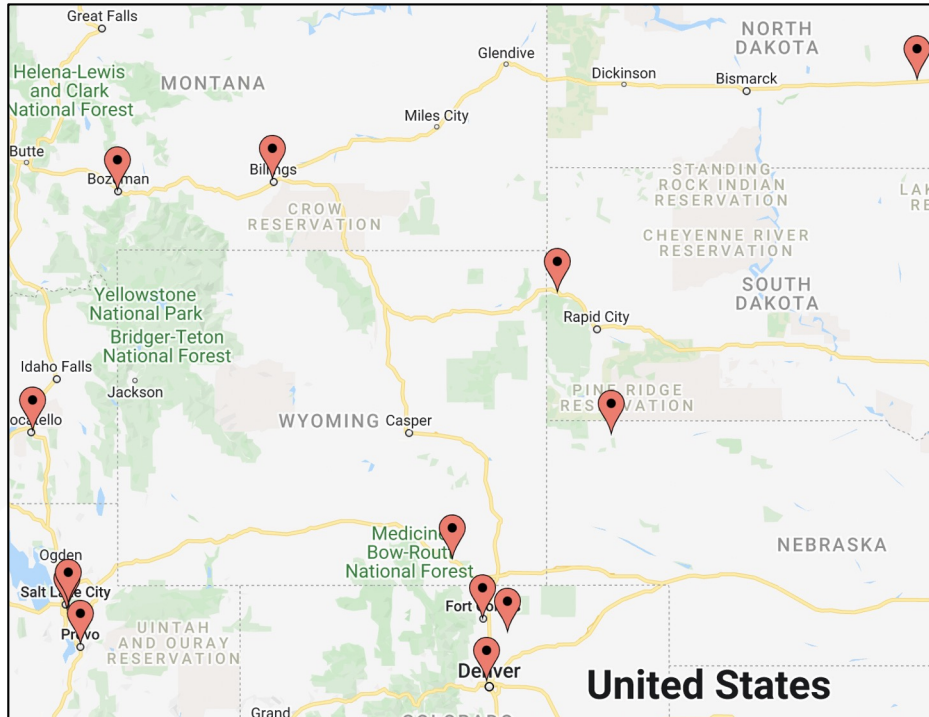 Great Falls
NORTH
DAKOTA
Glendive
Helena-Lewis
and Clark
National Forest
MONTANA
Dickinson
Bismarck
Miles City
Butte
Billings
Bozeman
STANDING
ROCK INDIAN
RESERVATION
CROW
RESERVATION
CHEYENNE RIVER
RESERVATION
Yellowstone
National Park
SOUTH
DAKOTA
Rapid City
Bridger-Teton
National Forest
Idaho Falls
Jackson
PINE RIDGE
RESERVATION
WYOMING
Casper
Medicine
Bow-Routt
National Forest
NEBRASKA
Ogden
Salt Lake City
Fort Collins
UINTAH
AND OURAY
RESERVATION
Provo
Denver
United States
Grand
COLORADO